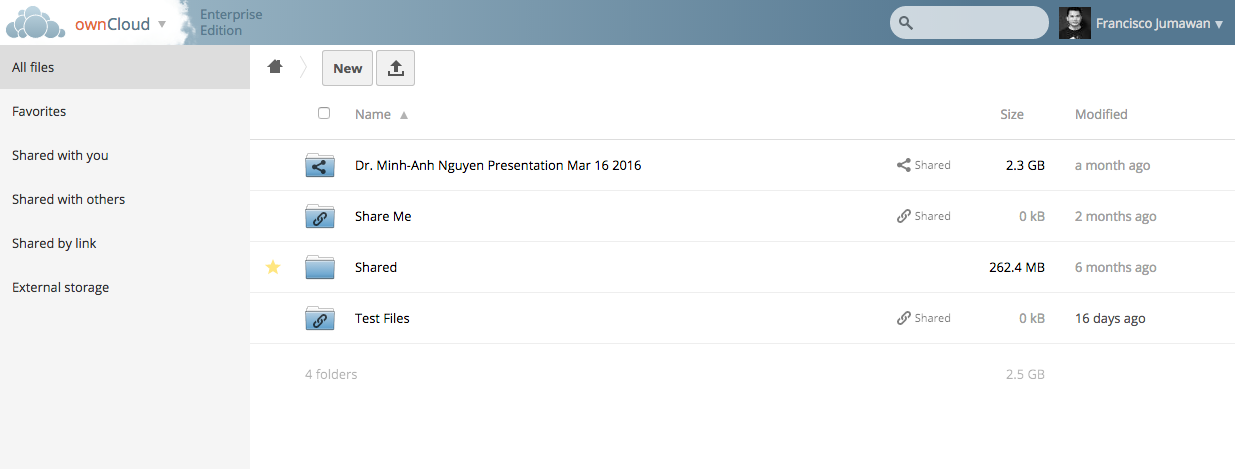 ownCloud
Enterprise
Edition
Francisco Jumawan
All files
Favorites
Shared with you
Shared with others
Shared by link
External storage
New
Name Size Modified
Dr. Minh-Anh Nguyen Presentation Mar 16 2016 Shared 2.3 GB a month ago
Share Me Shared 0 kB 2 months ago
Shared 262.4 MB 6 months ago
Test Files Shared 0 kB 16 days ago
4 folders 2.5 GB